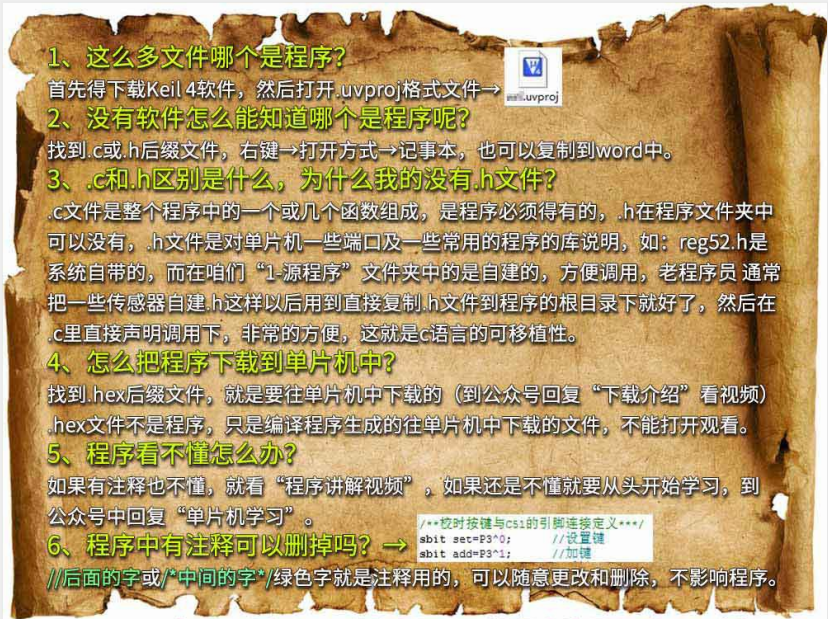 1、这么多文件哪个是程序？
首先得下载Keil 4软件，然后打开.uvproj格式文件→
.uvproj
2、没有软件怎么能知道哪个是程序呢？
找到.c或.h后缀文件，右键→打开方式→记事本，也可以复制到word中。
3、.c和.h区别是什么，为什么我的没有.h文件？
.c文件是整个程序中的一个或几个函数组成，是程序必须得有的，.h在程序文件夹中
可以没有，.h文件是对单片机一些端口及一些常用的程序的库说明，如：reg52.h是
系统自带的，而在咱们“1-源程序”文件夹中的是自建的，方便调用，老程序员 通常
把一些传感器自建.h这样以后用到直接复制.h文件到程序的根目录下就好了，然后在
.c里直接声明调用下，非常的方便，这就是c语言的可移植性。
4、怎么把程序下载到单片机中？
找到.hex后缀文件，就是要往单片机中下载的（到公众号回复“下载介绍”看视频）
.hex文件不是程序，只是编译程序生成的往单片机中下载的文件，不能打开观看。
5、程序看不懂怎么办？
如果有注释也不懂，就看“程序讲解视频”，如果还是不懂就要从头开始学习，到
公众号中回复“单片机学习”。
6、程序中有注释可以删掉吗？→
/**校时按键与C51的引脚连接定义***/
sbit set=P3^0; //设置键
sbit add=P3^1; //加键
//后面的字或/*中间的字*/绿色字就是注释用的，可以随意更改和删除，不影响程序。